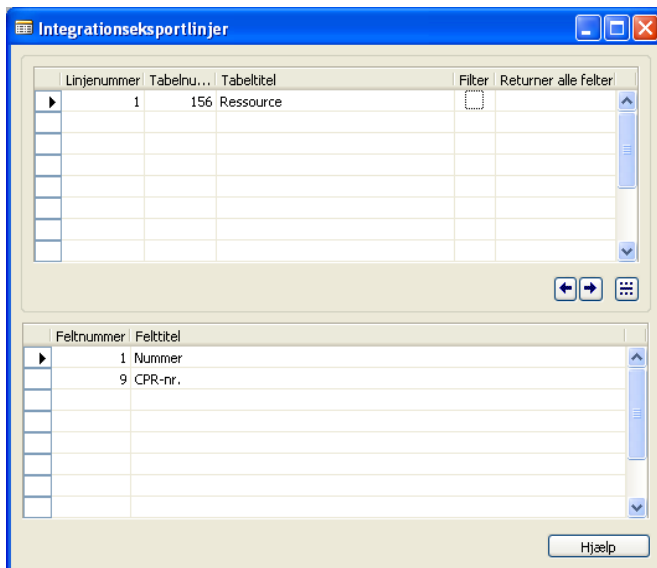 Integrationseksportlinjer
Linjenummer Tabelnu... Tabeltitel Filter Returner alle felter
1 156 Ressource
Feltnummer Felttitel
1 Nummer
9 CPR-nr.
Hjælp